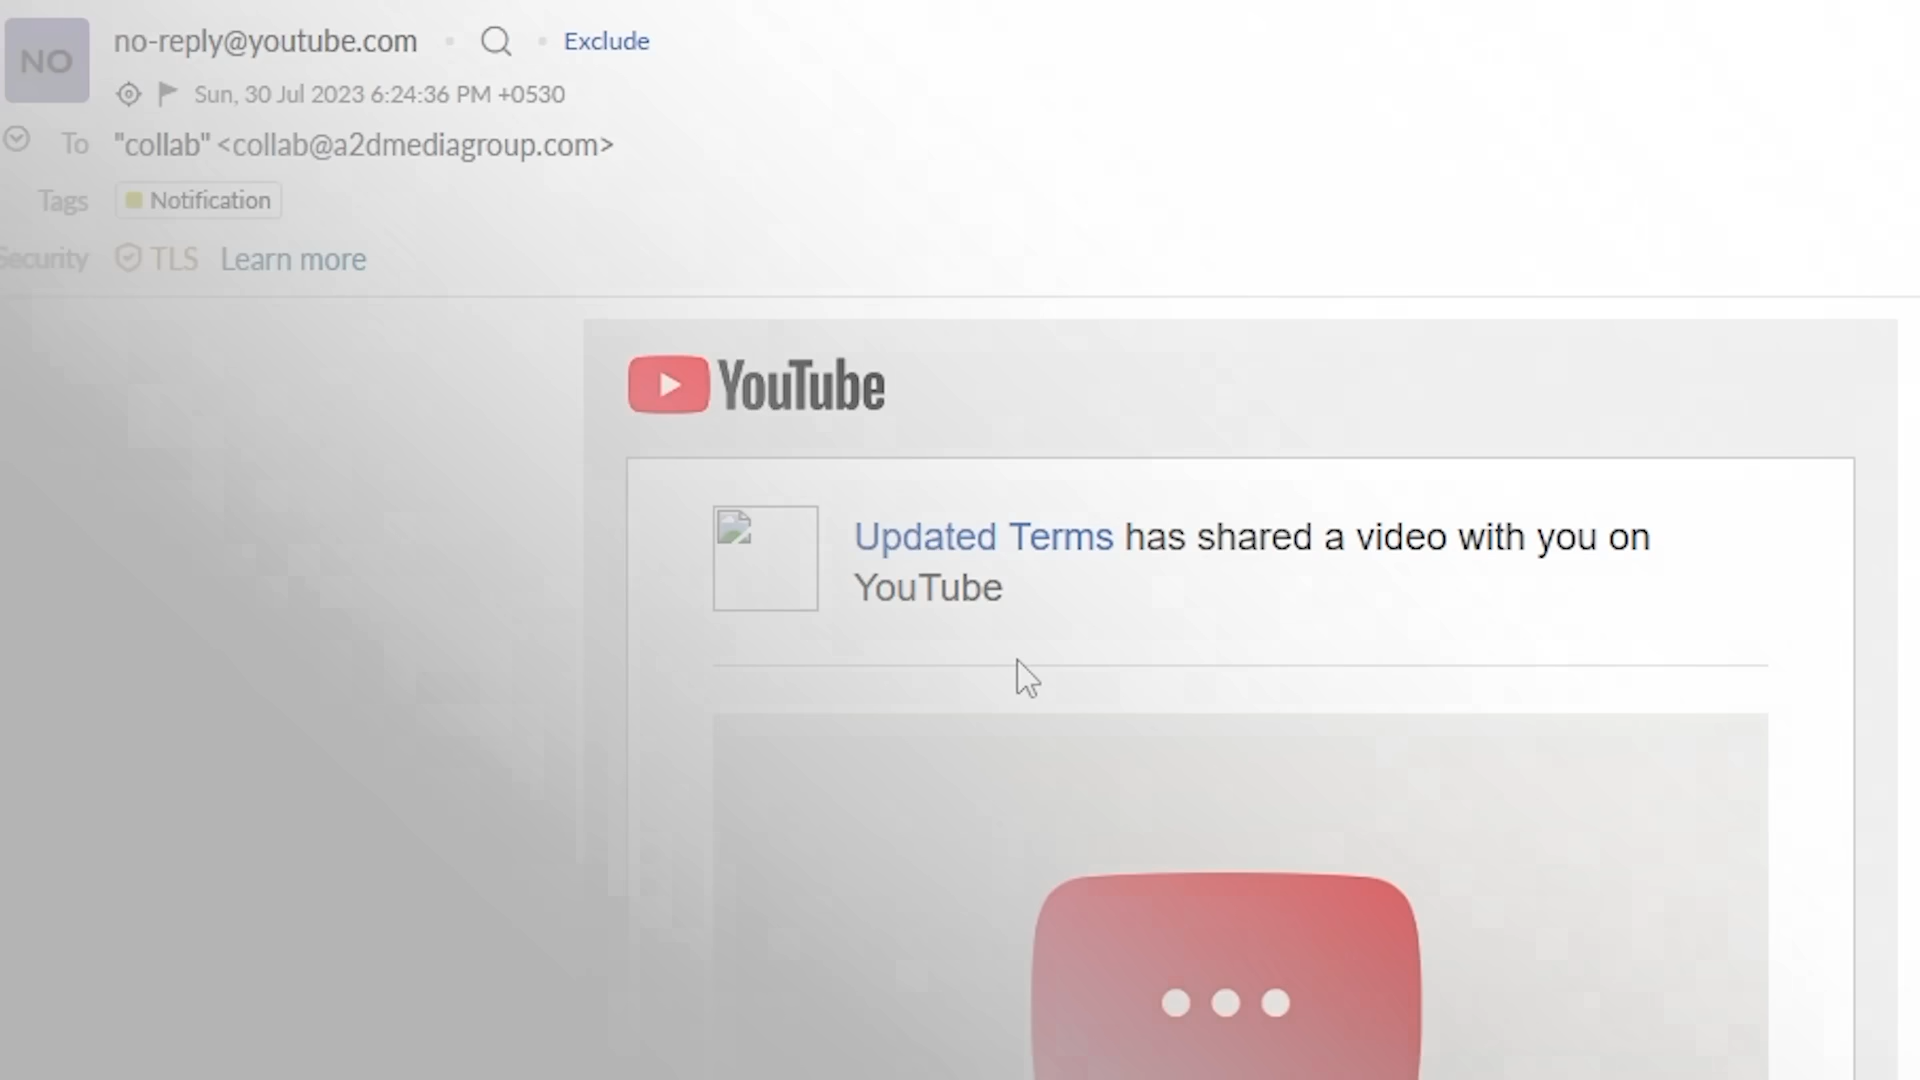 NO
no-reply@youtube.com
Exclude
Sun, 30 Jul 2023 6:24:36 PM +0530
To "collab" <collab@a2dmediagroup.com>
Tags Notification
Security TLS Learn more
YouTube
Updated Terms has shared a video with you on
YouTube